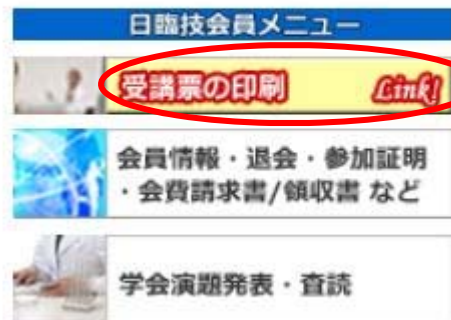 日臨技会員メニュー
受講票の印刷 Link!
会員情報・退会・参加証明
・会費請求書/領収書 など
学会演題発表・査読